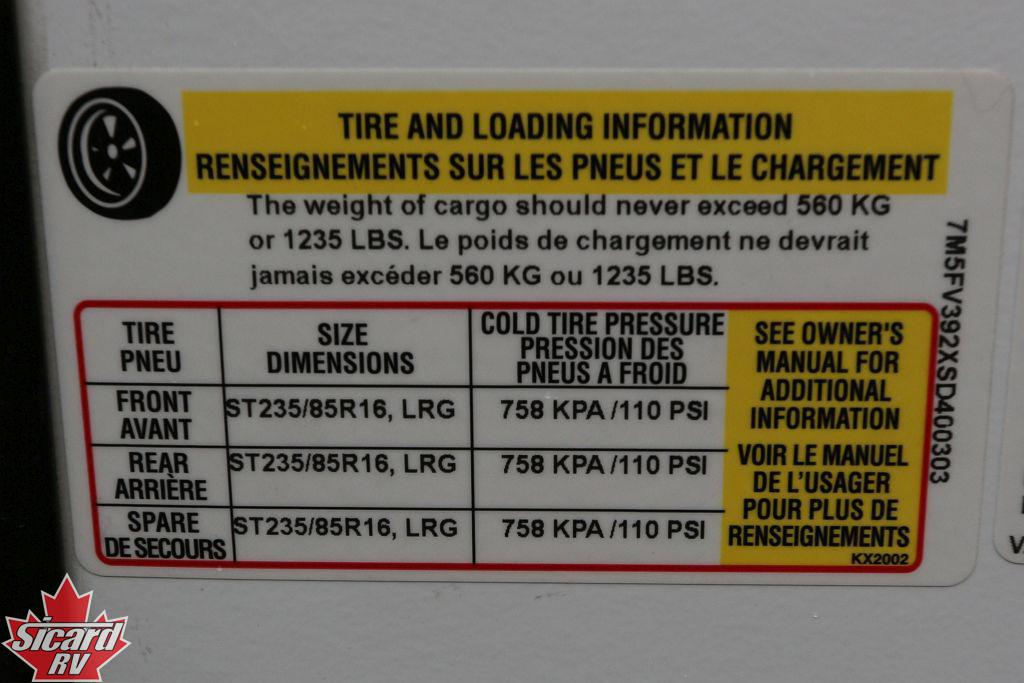 TIRE AND LOADING INFORMATION
RENSEIGNEMENTS SUR LES PNEUS ET LE CHARGEMENT
The weight of cargo should never exceed 560 KG
or 1235 LBS. Le poids de chargement ne devrait
jamais excéder 560 KG ou 1235 LBS.
7M5FV392XSD400303
TIRE
PNEU
SIZE
DIMENSIONS
COLD TIRE PRESSURE
PRESSION DES
PNEUS A FROID
FRONT
AVANT
ST235/85R16, LRG
758 KPA /110 PSI
REAR
ARRIÈRE
ST235/85R16, LRG
758 KPA /110 PSI
SPARE
DE SECOURS
ST235/85R16, LRG
758 KPA /110 PSI
SEE OWNER'S
MANUAL FOR
ADDITIONAL
INFORMATION
VOIR LE MANUEL
DE L'USAGER
POUR PLUS DE
RENSEIGNEMENTS
KX2002
Sicard
RV